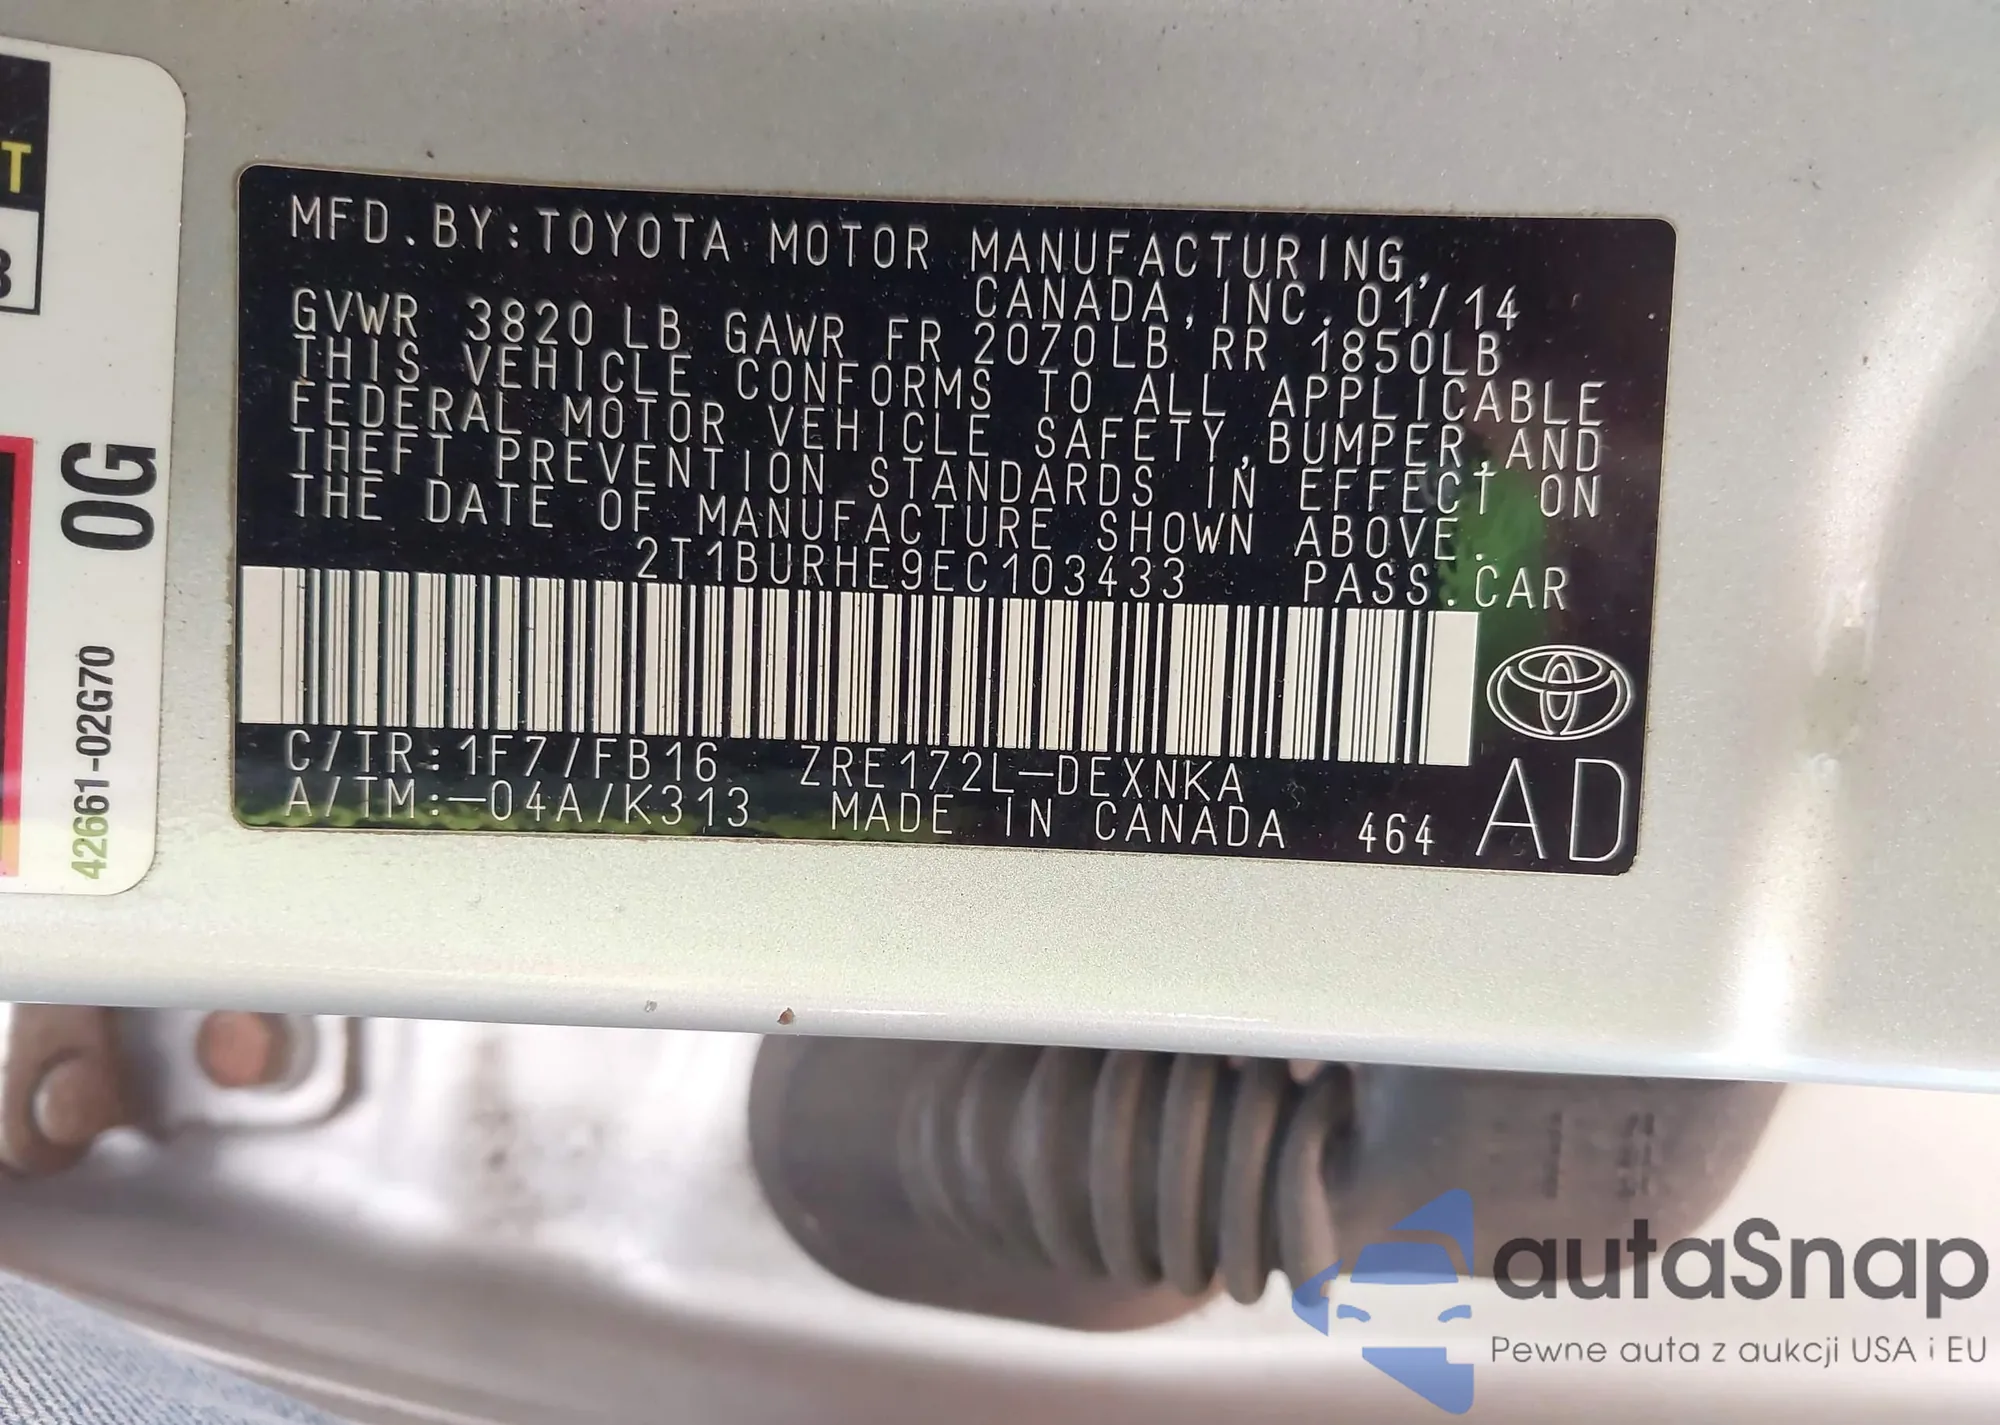 T
3
0G
42661-02G70
MFD.BY:TOYOTA MOTOR MANUFACTURING,
CANADA,INC. 01/14
GVWR 3820 LB GAWR FR 2070LB RR 1850LB
THIS VEHICLE CONFORMS TO ALL APPLICABLE
FEDERAL MOTOR VEHICLE SAFETY,BUMPER,AND
THEFT PREVENTION STANDARDS IN EFFECT ON
THE DATE OF MANUFACTURE SHOWN ABOVE.
2T1BURHE9EC103433 PASS.CAR
C/TR:1F7/FB16 ZRE172L-DEXNKA
A/TM:-04A/K313 MADE IN CANADA 464 AD
autaSnap
Pewne auta z aukcji USA i EU